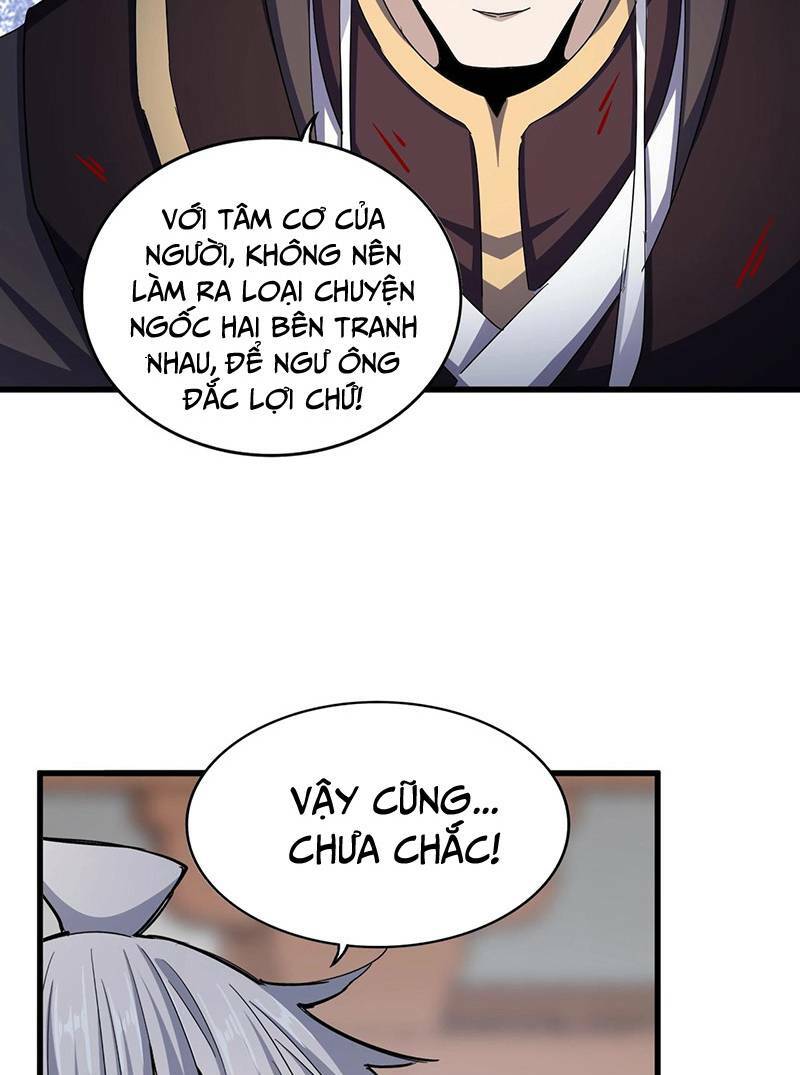 VỚI TÂM CƠ CỦA
NGƯỜI, KHÔNG NÊN
LÀM RA LOẠI CHUYỆN
NGỐC HAI BÊN TRANH
NHAU, ĐỂ NGƯ ÔNG
ĐẮC LỢI CHỨ!
VẬY CŨNG...
CHƯA CHẮC!